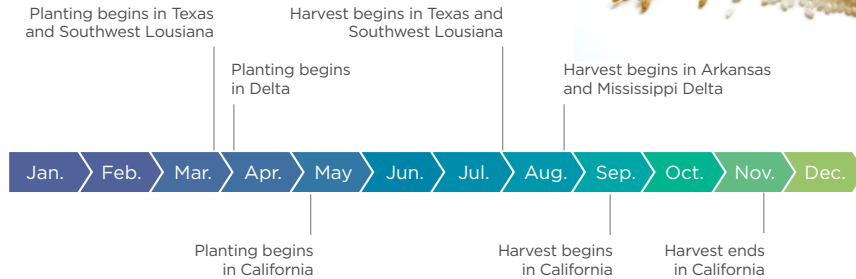 Planting begins in Texas
and Southwest Lousiana
Harvest begins in Texas and
Southwest Lousiana
Planting begins
in Delta
Harvest begins in Arkansas
and Mississippi Delta
Jan. Feb. Mar. Apr. May Jun. Jul. Aug. Sep. Oct. Nov. Dec.
Planting begins
in California
Harvest begins
in California
Harvest ends
in California